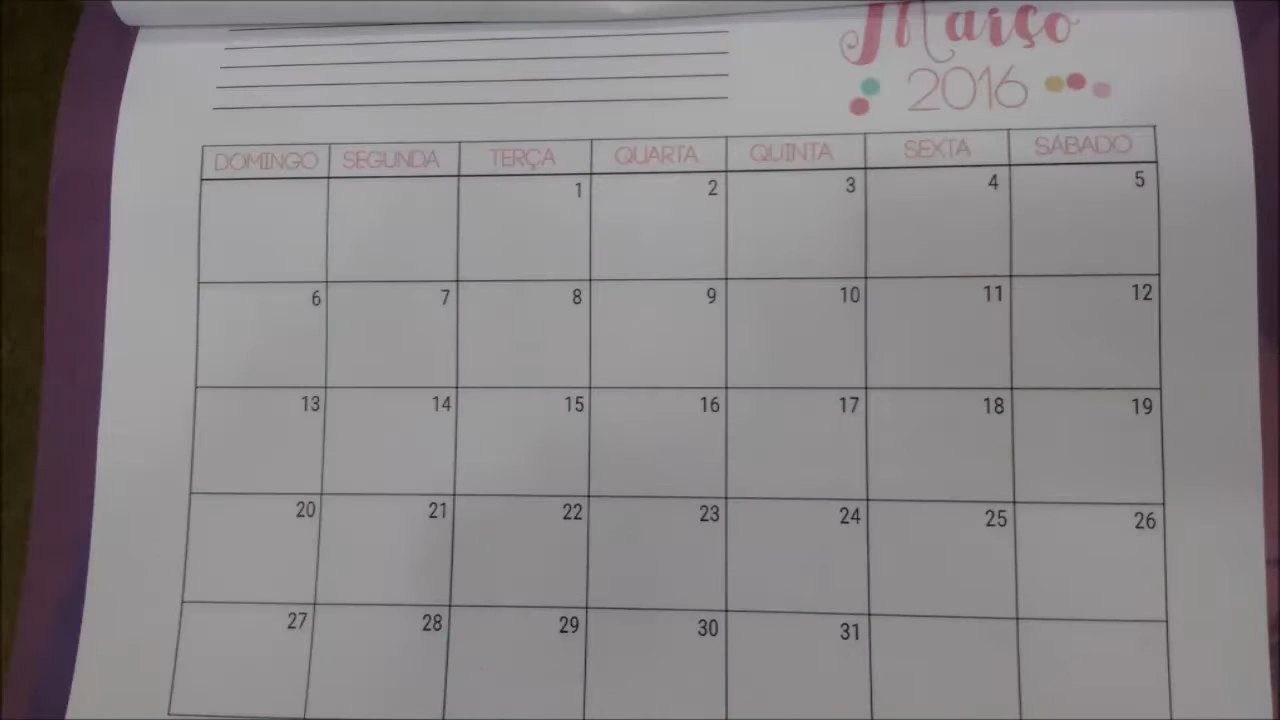 Março
2016
DOMINGO SEGUNDA TERÇA QUARTA QUINTA SEXTA SÁBADO
1 2 3 4 5
6 7 8 9 10 11 12
13 14 15 16 17 18 19
20 21 22 23 24 25 26
27 28 29 30 31